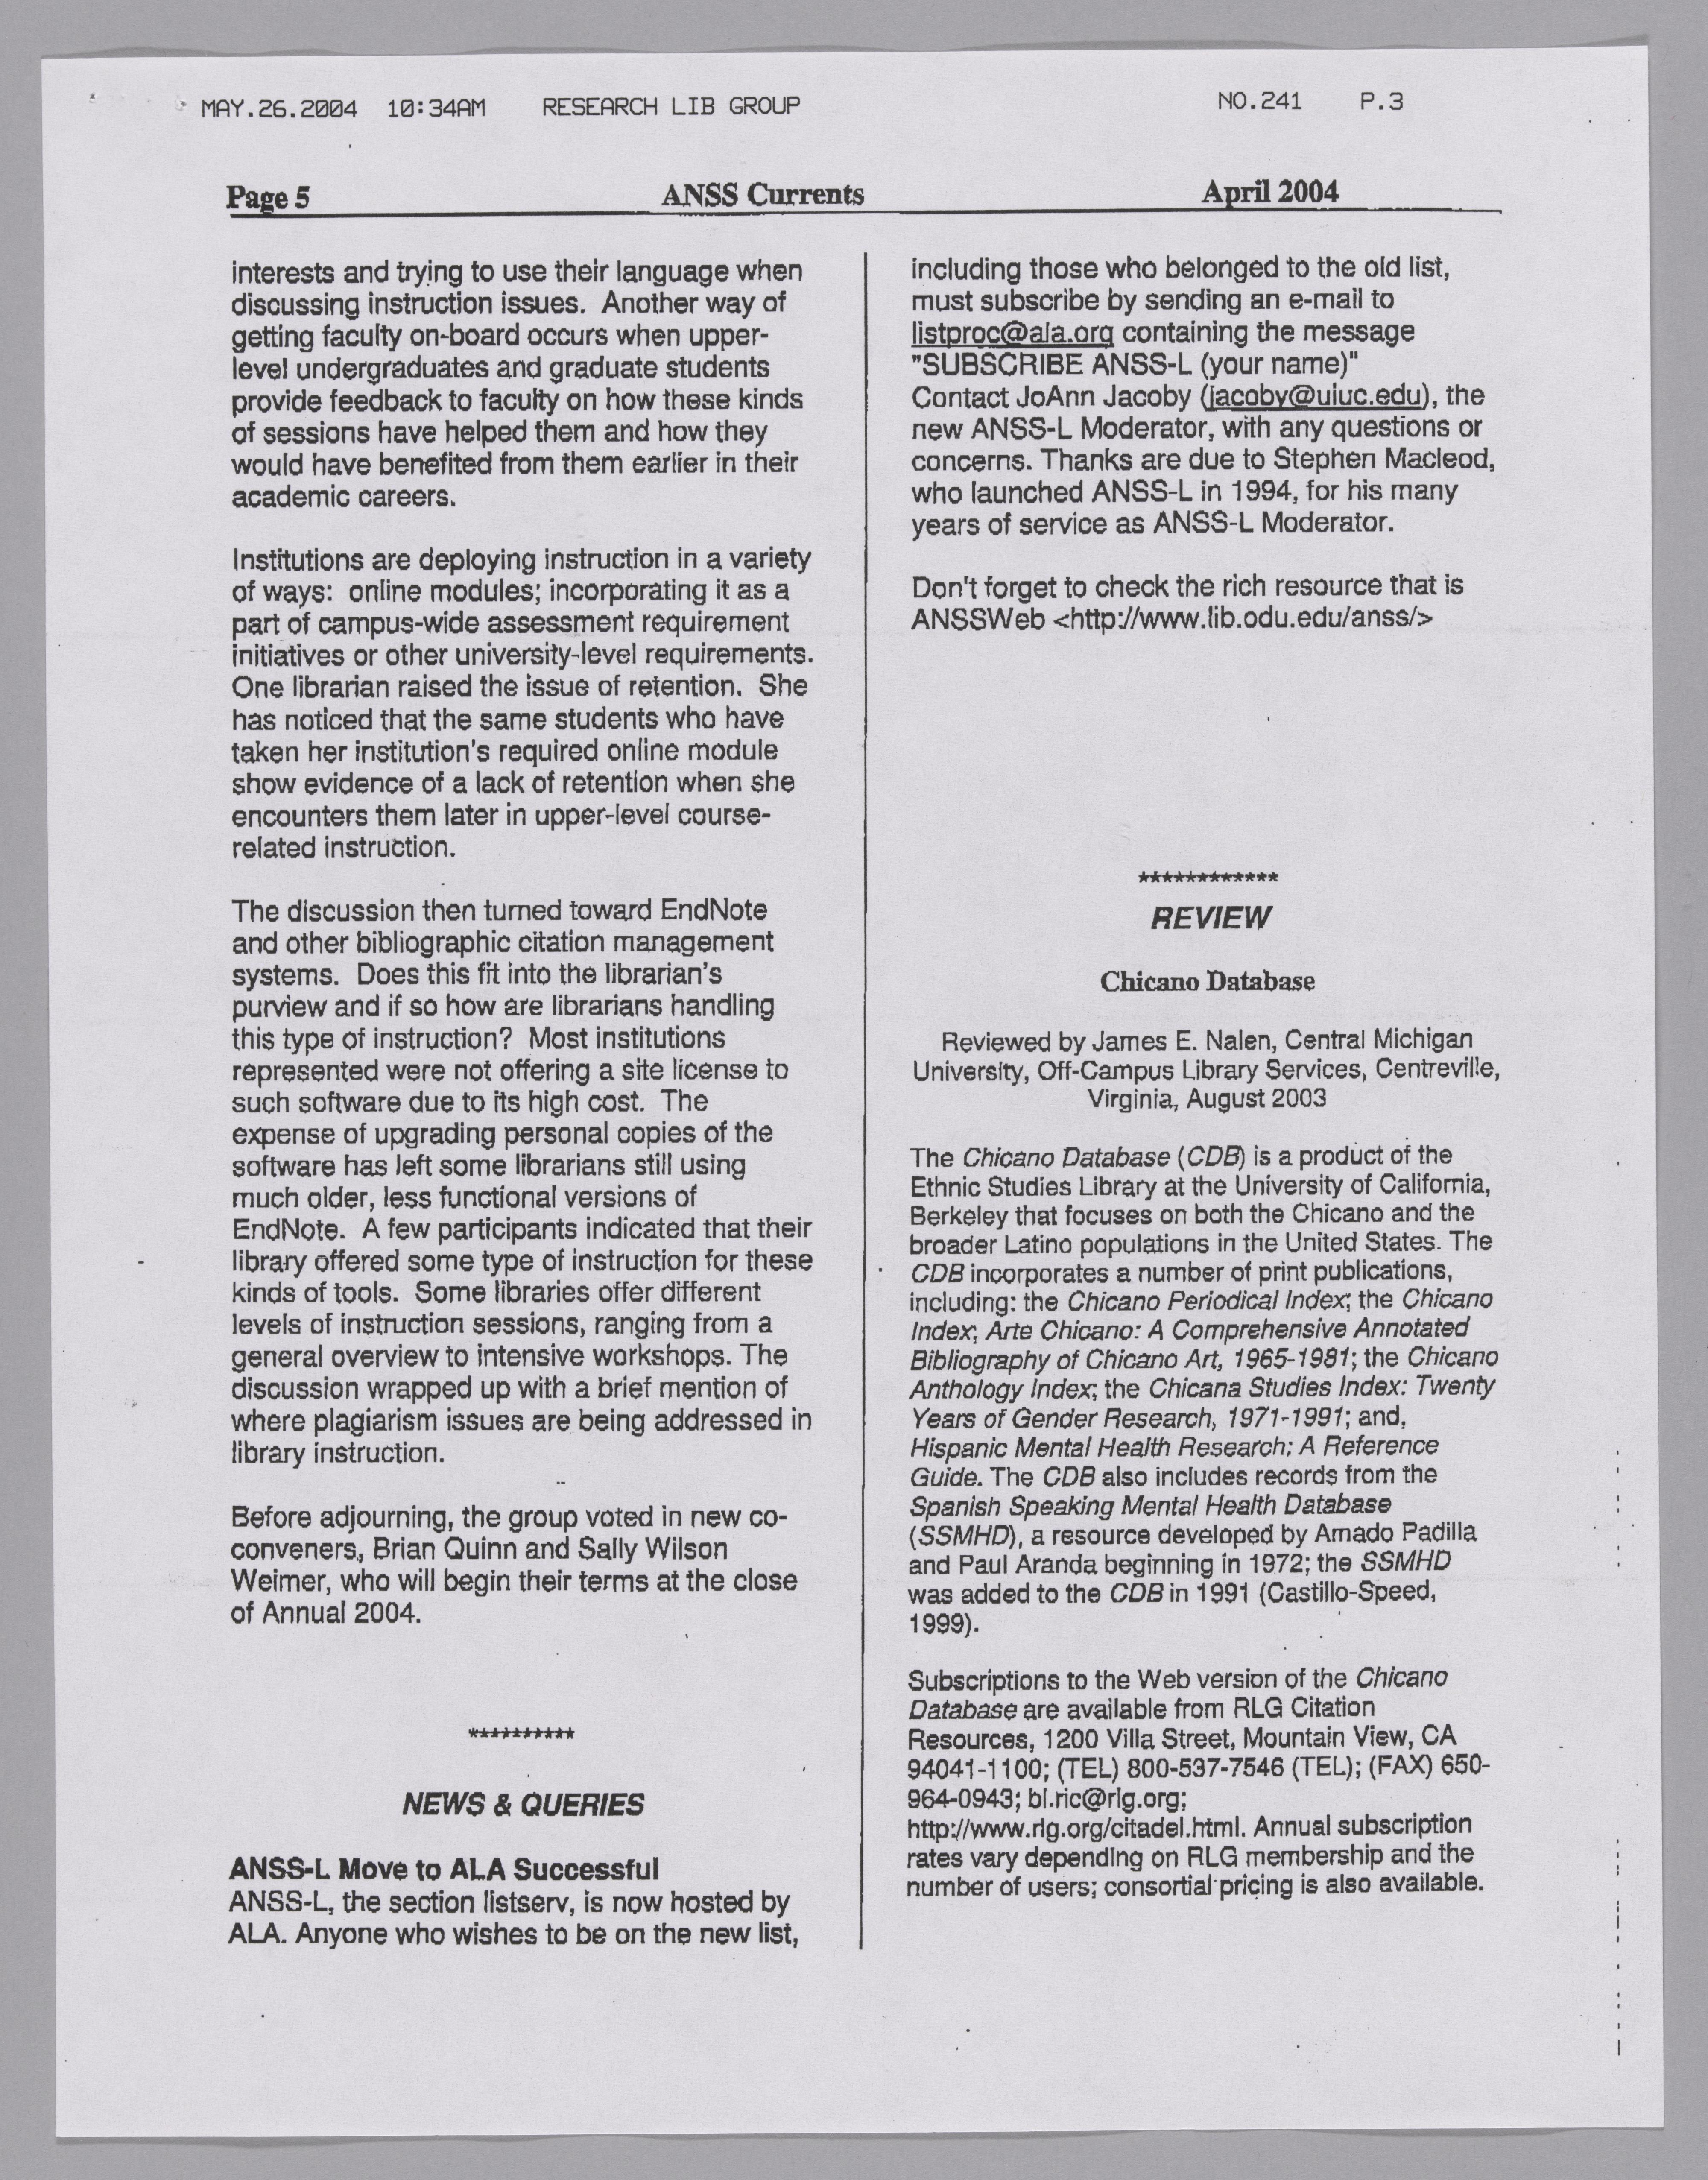 MAY.26.2004 10:34AM RESEARCH LIB GROUP NO.241 P.3
Page 5 ANSS Currents April 2004
interests and trying to use their language when
discussing instruction issues. Another way of
getting faculty on-board occurs when upper-
level undergraduates and graduate students
provide feedback to faculty on how these kinds
of sessions have helped them and how they
would have benefited from them earlier in their
academic careers.
Institutions are deploying instruction in a variety
of ways: online modules; incorporating it as a
part of campus-wide assessment requirement
initiatives or other university-level requirements.
One librarian raised the issue of retention. She
has noticed that the same students who have
taken her institution's required online module
show evidence of a lack of retention when she
encounters them later in upper-level course-
related instruction.
The discussion then turned toward EndNote
and other bibliographic citation management
systems. Does this fit into the librarian's
purview and if so how are librarians handling
this type of instruction? Most institutions
represented were not offering a site license to
such software due to its high cost. The
expense of upgrading personal copies of the
software has left some librarians still using
much older, less functional versions of
EndNote. A few participants indicated that their
library offered some type of instruction for these
kinds of tools. Some libraries offer different
levels of instruction sessions, ranging from a
general overview to intensive workshops. The
discussion wrapped up with a brief mention of
where plagiarism issues are being addressed in
library instruction.
Before adjourning, the group voted in new co-
conveners, Brian Quinn and Sally Wilson
Weimer, who will begin their terms at the close
of Annual 2004.
**********
NEWS & QUERIES
ANSS-L Move to ALA Successful
ANSS-L, the section listserv, is now hosted by
ALA. Anyone who wishes to be on the new list,
including those who belonged to the old list,
must subscribe by sending an e-mail to
listproc@ala.org containing the message
"SUBSCRIBE ANSS-L (your name)"
Contact JoAnn Jacoby (jacoby@uiuc.edu), the
new ANSS-L Moderator, with any questions or
concerns. Thanks are due to Stephen Macleod,
who launched ANSS-L in 1994, for his many
years of service as ANSS-L Moderator.
Don't forget to check the rich resource that is
ANSSWeb <http://www.lib.odu.edu/anss/>
************
REVIEW
Chicano Database
Reviewed by James E. Nalen, Central Michigan
University, Off-Campus Library Services, Centreville,
Virginia, August 2003
The Chicano Database (CDB) is a product of the
Ethnic Studies Library at the University of California,
Berkeley that focuses on both the Chicano and the
broader Latino populations in the United States. The
CDB incorporates a number of print publications,
including: the Chicano Periodical Index; the Chicano
Index; Arte Chicano: A Comprehensive Annotated
Bibliography of Chicano Art, 1965-1981; the Chicano
Anthology Index; the Chicana Studies Index: Twenty
Years of Gender Research, 1971-1991; and,
Hispanic Mental Health Research: A Reference
Guide. The CDB also includes records from the
Spanish Speaking Mental Health Database
(SSMHD), a resource developed by Amado Padilla
and Paul Aranda beginning in 1972; the SSMHD
was added to the CDB in 1991 (Castillo-Speed,
1999).
Subscriptions to the Web version of the Chicano
Database are available from RLG Citation
Resources, 1200 Villa Street, Mountain View, CA
94041-1100; (TEL) 800-537-7546 (TEL); (FAX) 650-
964-0943; bl.ric@rlg.org;
http://www.rlg.org/citadel.html. Annual subscription
rates vary depending on RLG membership and the
number of users; consortial pricing is also available.